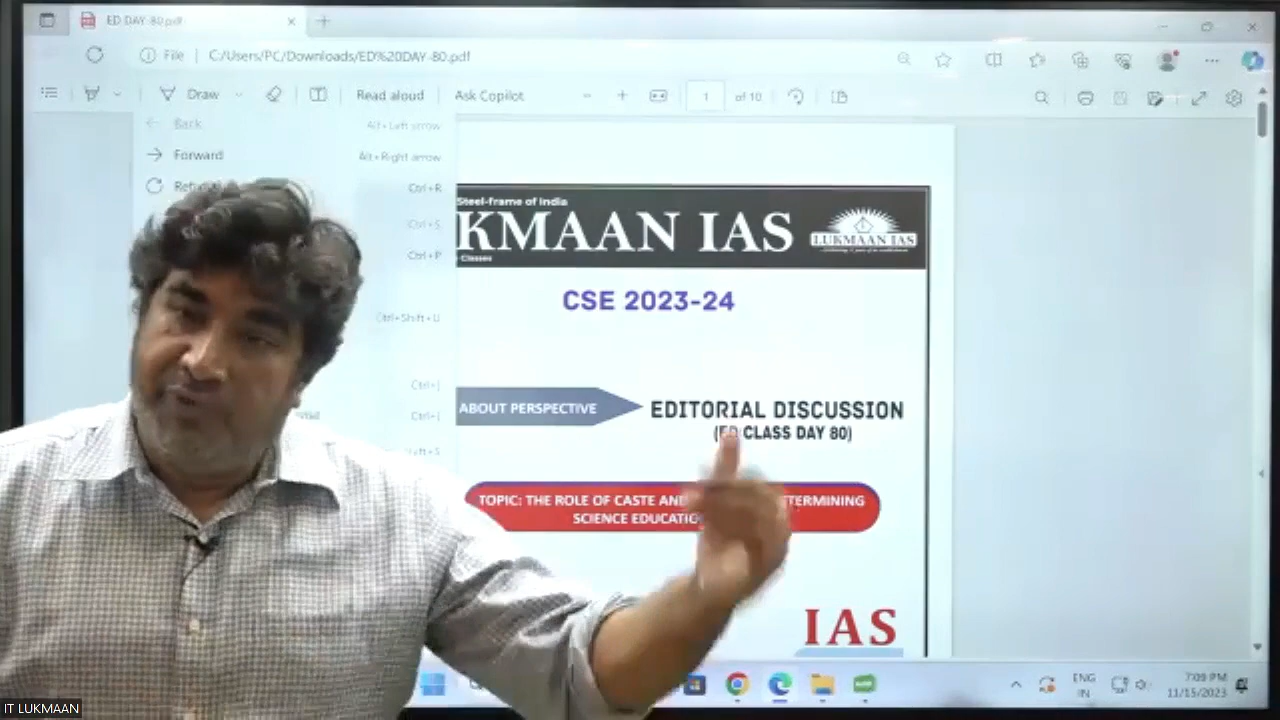 ED DAY-80.pdf
File
C:/Users/PC/Downloads/ED%20DAY-80.pdf
Draw
Read aloud
Ask Copilot
1
of 10
Back
Alt+Left arrow
Forward
Alt+Right arrow
Ctrl+R
Ctrl+S
Ctrl+P
Ctrl+Shift+U
Steel-frame of India
KMAAN IAS
LUKMAAN IAS
Classes
CSE 2023-24
ABOUT PERSPECTIVE
EDITORIAL DISCUSSION
CLASS DAY 80)
TOPIC: THE ROLE OF CASTE AND
SCIENCE EDUCATIO
IAS
ENG
IN
7:09 PM
11/15/2023
IT LUKMAAN